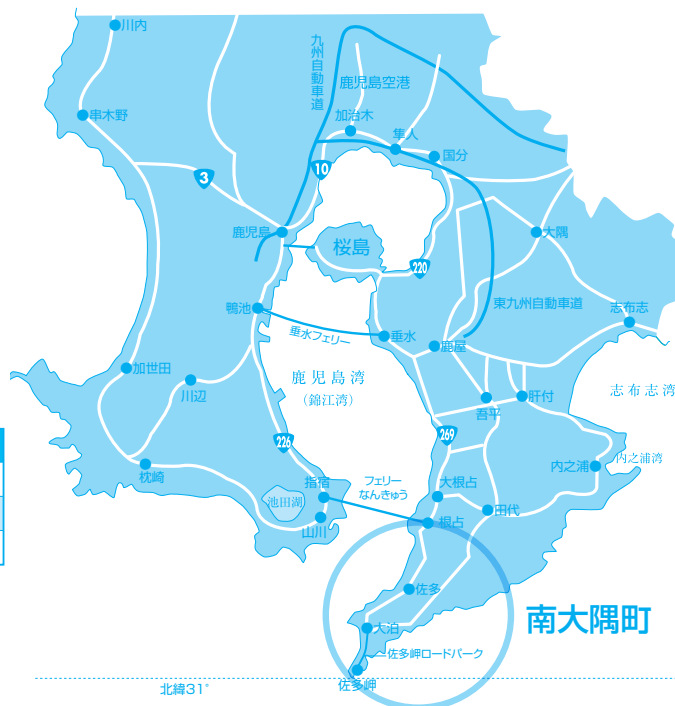 川内
九州自動車道
鹿児島空港
串木野
加治木
隼人
国分
3
10
鹿児島
桜島
大隅
220
東九州自動車道
鴨池
志布志
垂水フェリー
垂水
鹿屋
加世田
川辺
鹿児島湾
（錦江湾）
志布志湾
吾平
肝付
226
269
枕崎
内之浦
内之浦湾
指宿
フェリー
なんきゅう
大根占
池田湖
田代
山川
根占
佐多
南大隅町
大泊
佐多岬ロードパーク
佐多岬
北緯31°